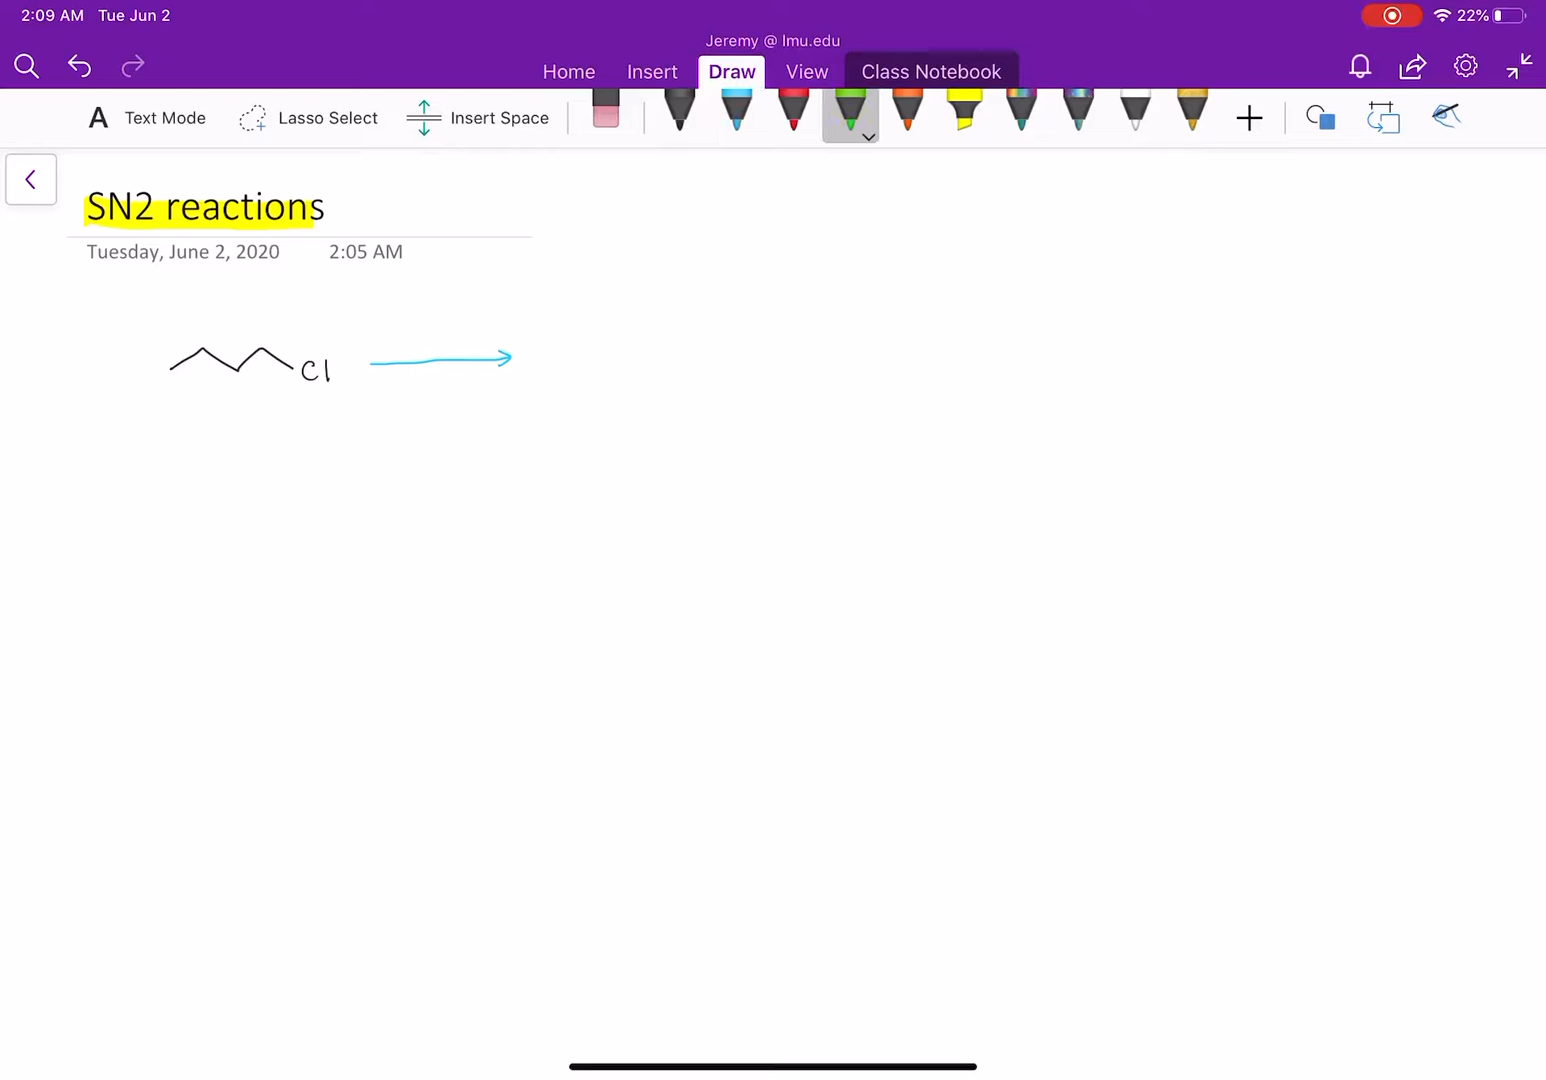 2:09 AM Tue Jun 2
22%
Jeremy @ lmu.edu
Home Insert Draw View Class Notebook
A Text Mode Lasso Select Insert Space
SN2 reactions
Tuesday, June 2, 2020 2:05 AM
Cl